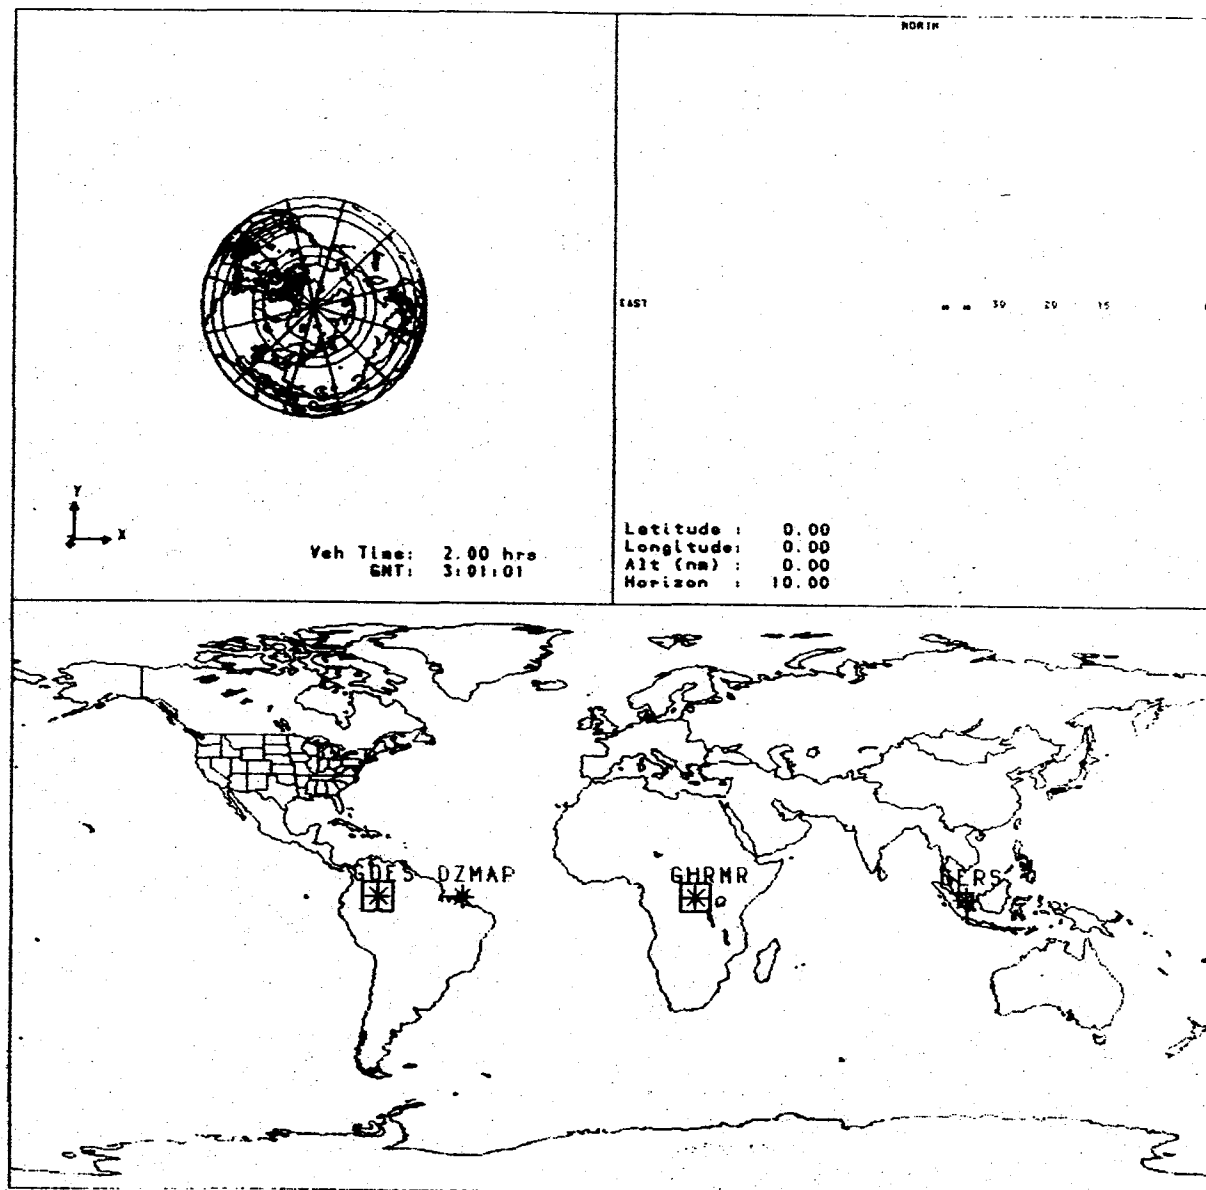 NORTH
EAST
30 20 15
Y
X
Z
Veh Time: 2.00 hrs
GMT: 3:01:01
Latitude : 0.00
Longitude: 0.00
Alt (nm) : 0.00
Horizon : 10.00
DZMAP
GHRMR